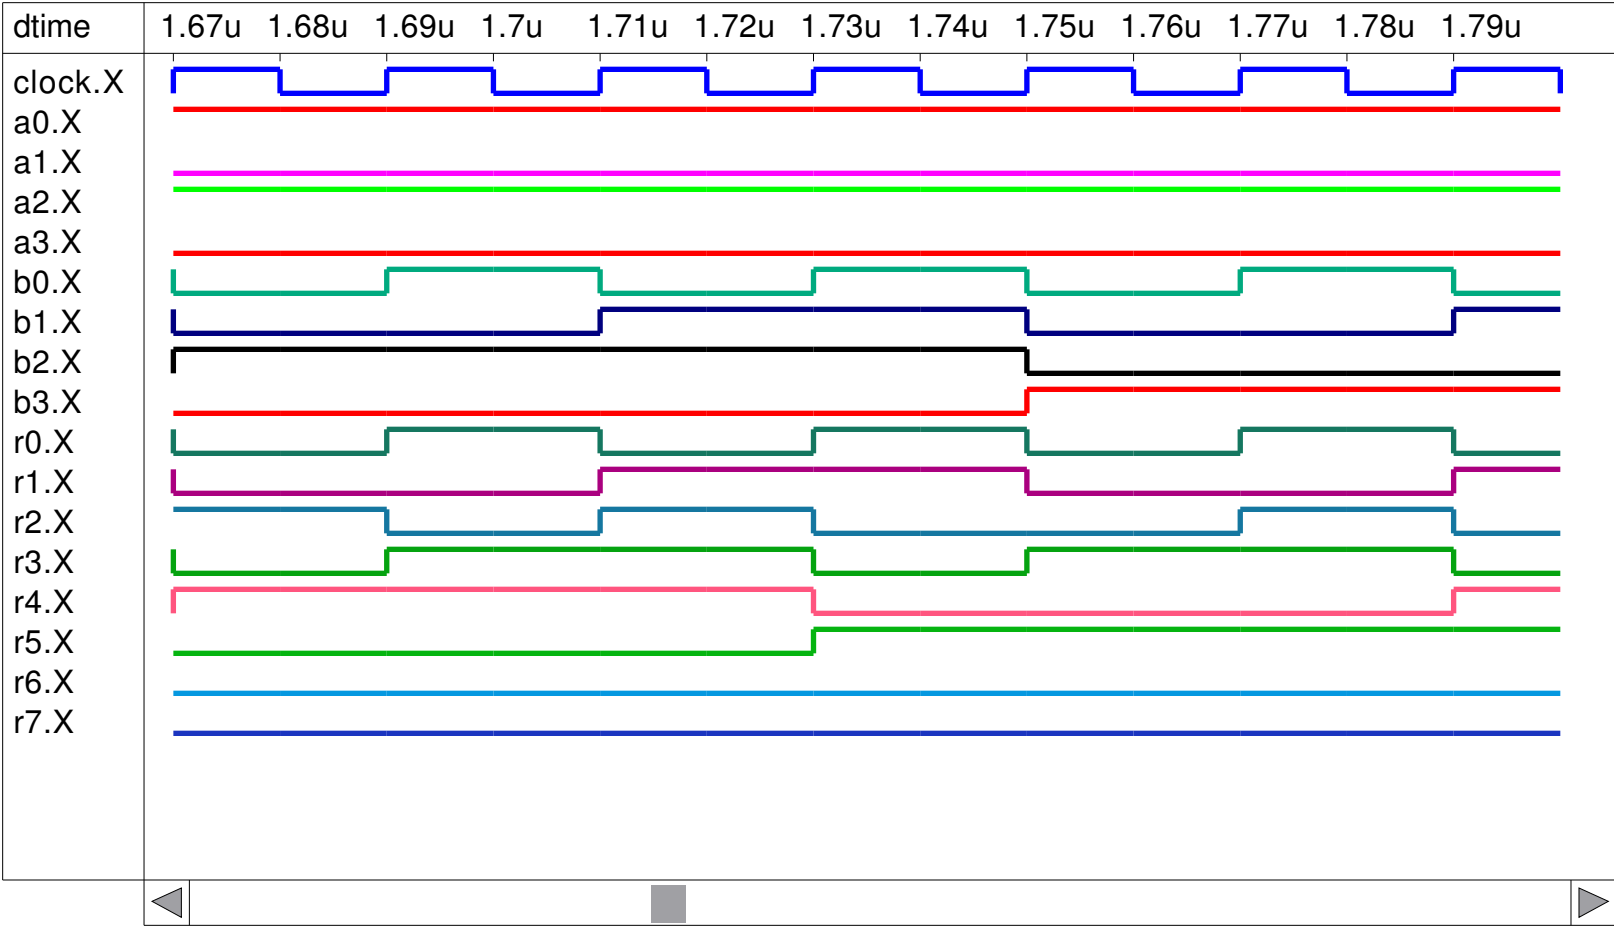 dtime 1.67u 1.68u 1.69u 1.7u 1.71u 1.72u 1.73u 1.74u 1.75u 1.76u 1.77u 1.78u 1.79u
clock.X
a0.X
a1.X
a2.X
a3.X
b0.X
b1.X
b2.X
b3.X
r0.X
r1.X
r2.X
r3.X
r4.X
r5.X
r6.X
r7.X